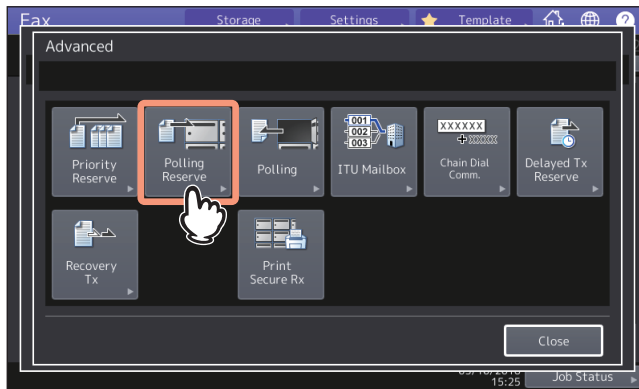 Fax
Storage
Settings
Template
?
Advanced
Priority
Reserve
Polling
Reserve
Polling
001
002
003
ITU Mailbox
XXXXXX
XXXXXX
Chain Dial
Comm.
Delayed Tx
Reserve
Recovery
Tx
Print
Secure Rx
Close
15:25
Job Status